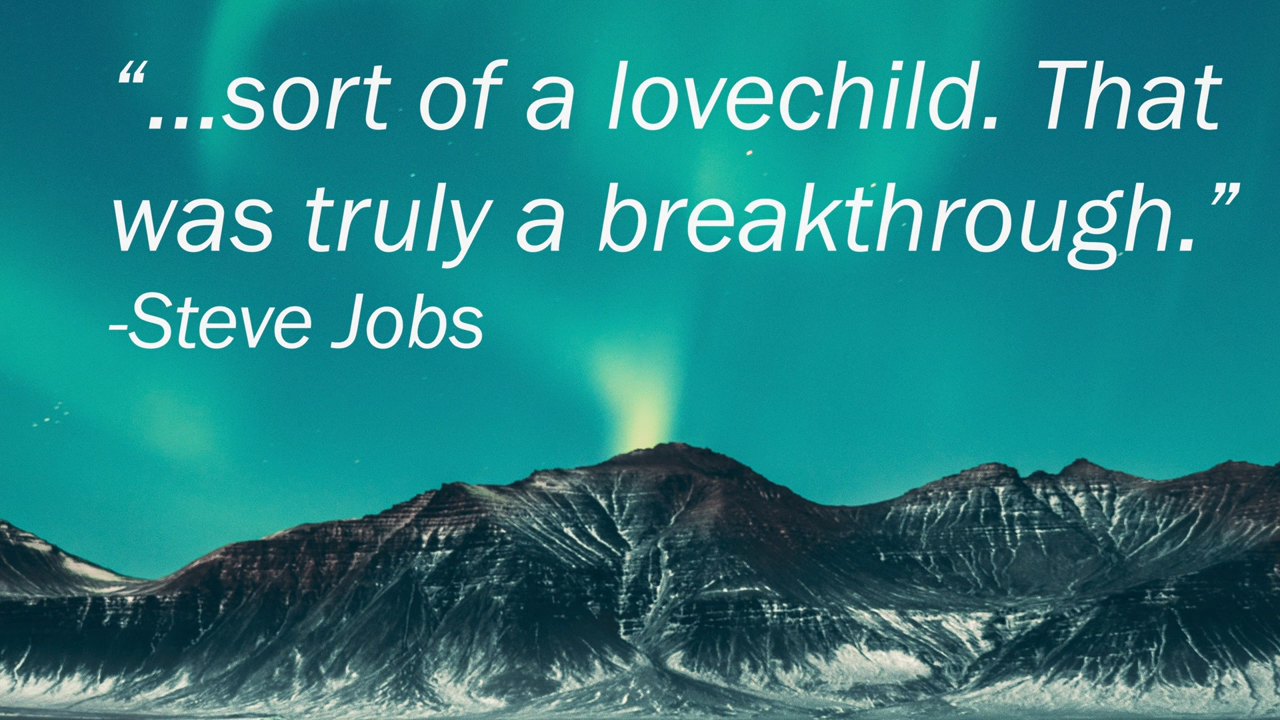 “...sort of a lovechild. That
was truly a breakthrough.”
-Steve Jobs